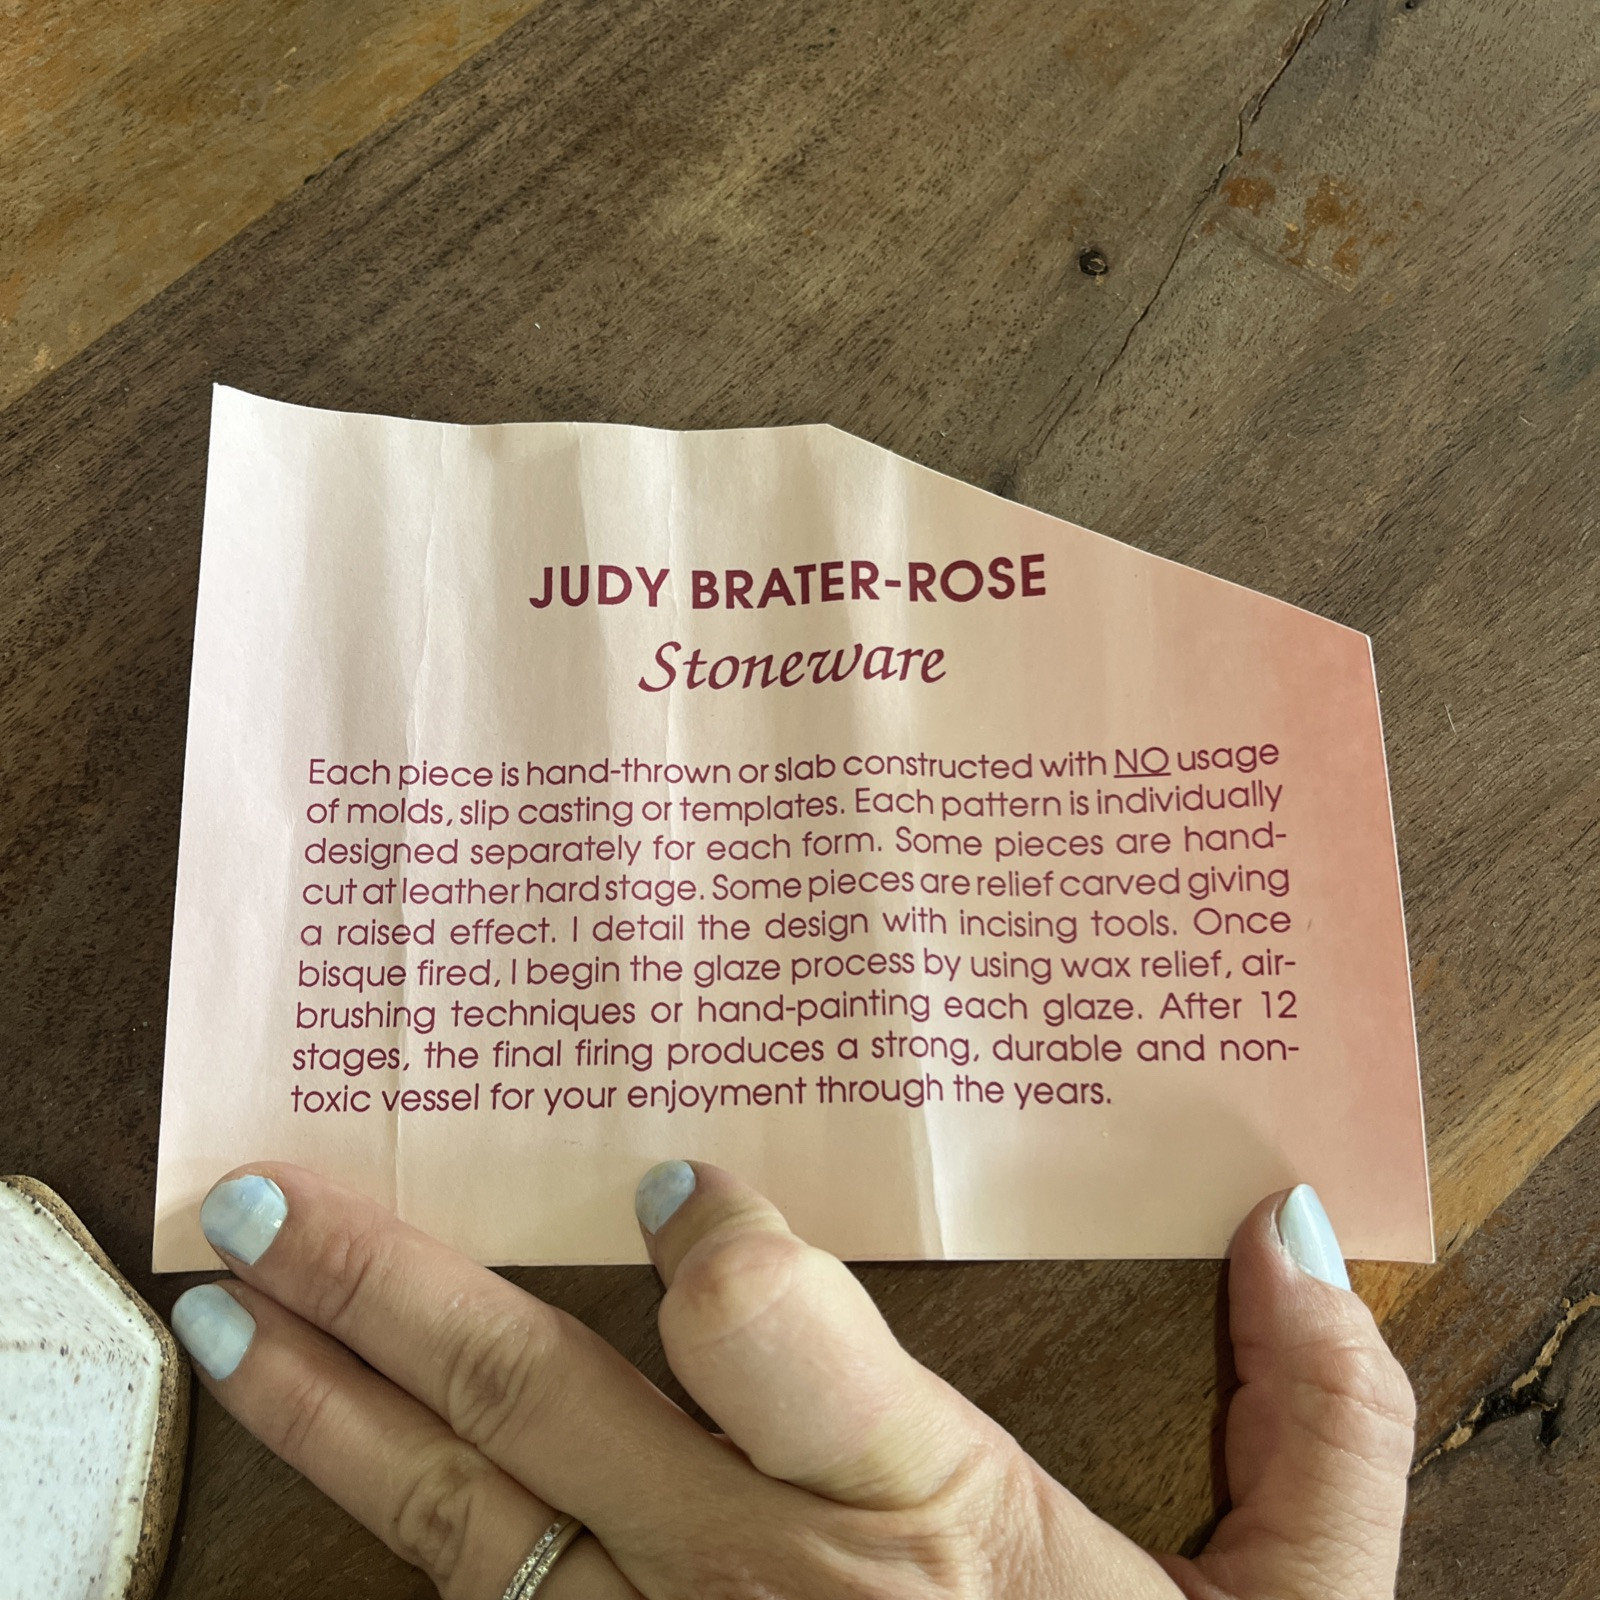 JUDY BRATER-ROSE
Stoneware
Each piece is hand-thrown or slab constructed with NO usage
of molds, slip casting or templates. Each pattern is individually
designed separately for each form. Some pieces are hand-
cut at leather hard stage. Some pieces are relief carved giving
a raised effect. I detail the design with incising tools. Once
bisque fired, I begin the glaze process by using wax relief, air-
brushing techniques or hand-painting each glaze. After 12
stages, the final firing produces a strong, durable and non-
toxic vessel for your enjoyment through the years.